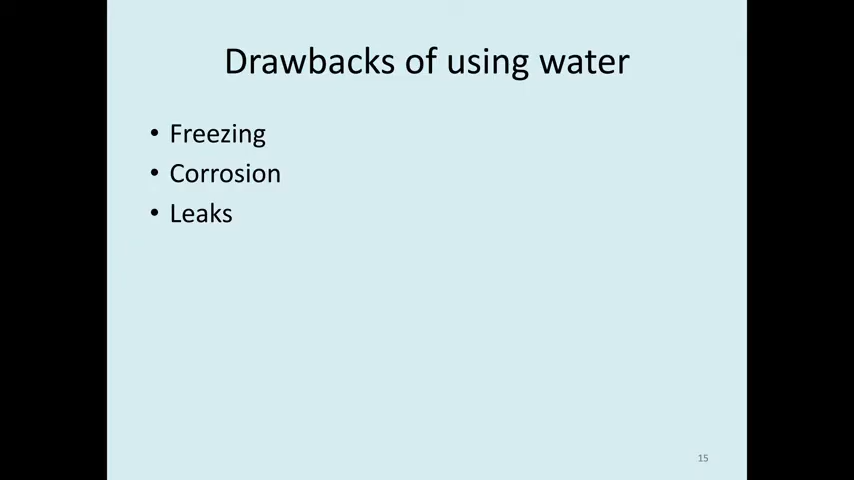 Drawbacks of using water
• Freezing
• Corrosion
• Leaks
15